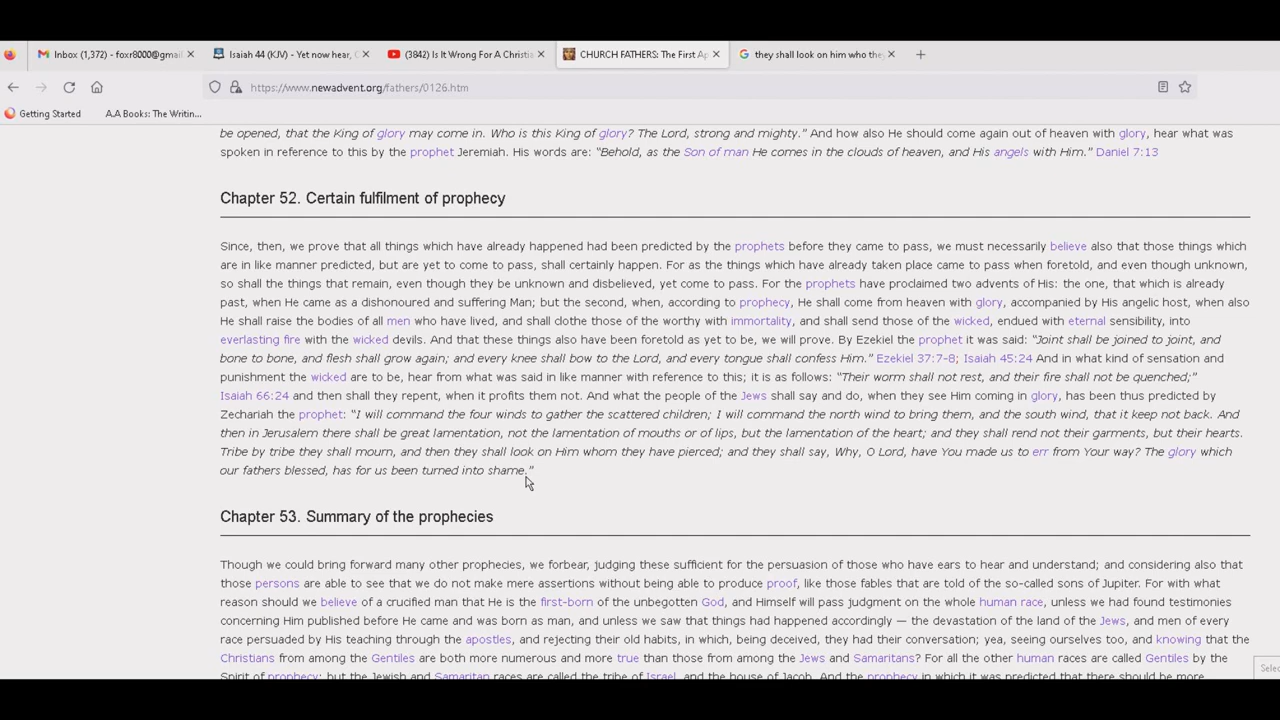 Inbox (1,372) - foxr8000@gmail
Isaiah 44 (KJV) - Yet now hear,
(3842) Is It Wrong For A Christia
CHURCH FATHERS: The First Ap
they shall look on him who the
https://www.newadvent.org/fathers/0126.htm
Getting Started
A.A Books: The Writin...
be opened, that the King of glory may come in. Who is this King of glory? The Lord, strong and mighty.” And how also He should come again out of heaven with glory, hear what was
spoken in reference to this by the prophet Jeremiah. His words are: “Behold, as the Son of man He comes in the clouds of heaven, and His angels with Him.” Daniel 7:13
Chapter 52. Certain fulfilment of prophecy
Since, then, we prove that all things which have already happened had been predicted by the prophets before they came to pass, we must necessarily believe also that those things which
are in like manner predicted, but are yet to come to pass, shall certainly happen. For as the things which have already taken place came to pass when foretold, and even though unknown,
so shall the things that remain, even though they be unknown and disbelieved, yet come to pass. For the prophets have proclaimed two advents of His: the one, that which is already
past, when He came as a dishonoured and suffering Man; but the second, when, according to prophecy, He shall come from heaven with glory, accompanied by His angelic host, when also
He shall raise the bodies of all men who have lived, and shall clothe those of the worthy with immortality, and shall send those of the wicked, endued with eternal sensibility, into
everlasting fire with the wicked devils. And that these things also have been foretold as yet to be, we will prove. By Ezekiel the prophet it was said: “Joint shall be joined to joint, and
bone to bone, and flesh shall grow again; and every knee shall bow to the Lord, and every tongue shall confess Him.” Ezekiel 37:7-8; Isaiah 45:24 And in what kind of sensation and
punishment the wicked are to be, hear from what was said in like manner with reference to this; it is as follows: “Their worm shall not rest, and their fire shall not be quenched;”
Isaiah 66:24 and then shall they repent, when it profits them not. And what the people of the Jews shall say and do, when they see Him coming in glory, has been thus predicted by
Zechariah the prophet: “I will command the four winds to gather the scattered children; I will command the north wind to bring them, and the south wind, that it keep not back. And
then in Jerusalem there shall be great lamentation, not the lamentation of mouths or of lips, but the lamentation of the heart; and they shall rend not their garments, but their hearts.
Tribe by tribe they shall mourn, and then they shall look on Him whom they have pierced; and they shall say, Why, O Lord, have You made us to err from Your way? The glory which
our fathers blessed, has for us been turned into shame.”
Chapter 53. Summary of the prophecies
Though we could bring forward many other prophecies, we forbear, judging these sufficient for the persuasion of those who have ears to hear and understand; and considering also that
those persons are able to see that we do not make mere assertions without being able to produce proof, like those fables that are told of the so-called sons of Jupiter. For with what
reason should we believe of a crucified man that He is the first-born of the unbegotten God, and Himself will pass judgment on the whole human race, unless we had found testimonies
concerning Him published before He came and was born as man, and unless we saw that things had happened accordingly — the devastation of the land of the Jews, and men of every
race persuaded by His teaching through the apostles, and rejecting their old habits, in which, being deceived, they had their conversation; yea, seeing ourselves too, and knowing that the
Christians from among the Gentiles are both more numerous and more true than those from among the Jews and Samaritans? For all the other human races are called Gentiles by the
Spirit of prophecy; but the Jewish and Samaritan races are called the tribe of Israel, and the house of Jacob. And the prophecy in which it was predicted that there should be more
Selec